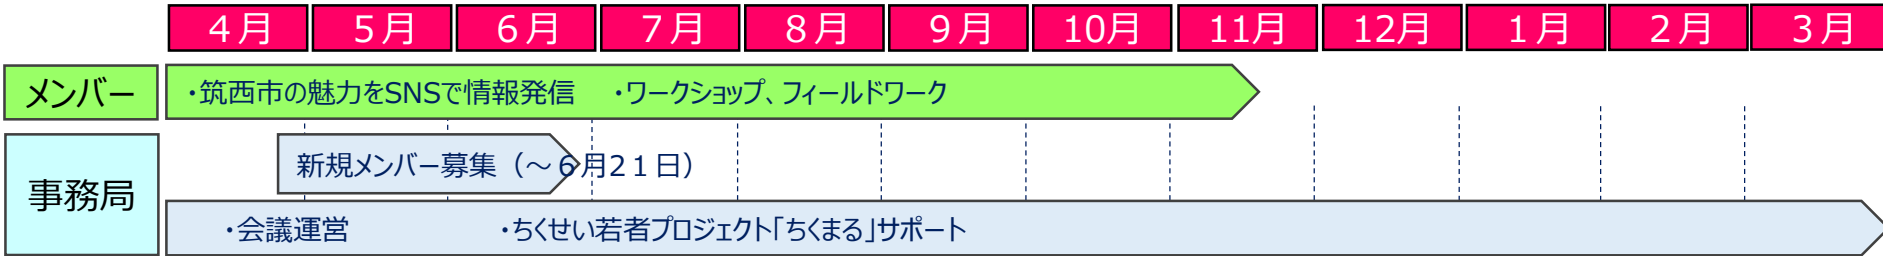 ４月 ５月 ６月 ７月 ８月 ９月 10月 11月 12月 １月 ２月 ３月
メンバー ・筑西市の魅力をSNSで情報発信 ・ワークショップ、フィールドワーク
新規メンバー募集（～６月21日）
事務局
・会議運営 ・ちくせい若者プロジェクト「ちくまる」サポート